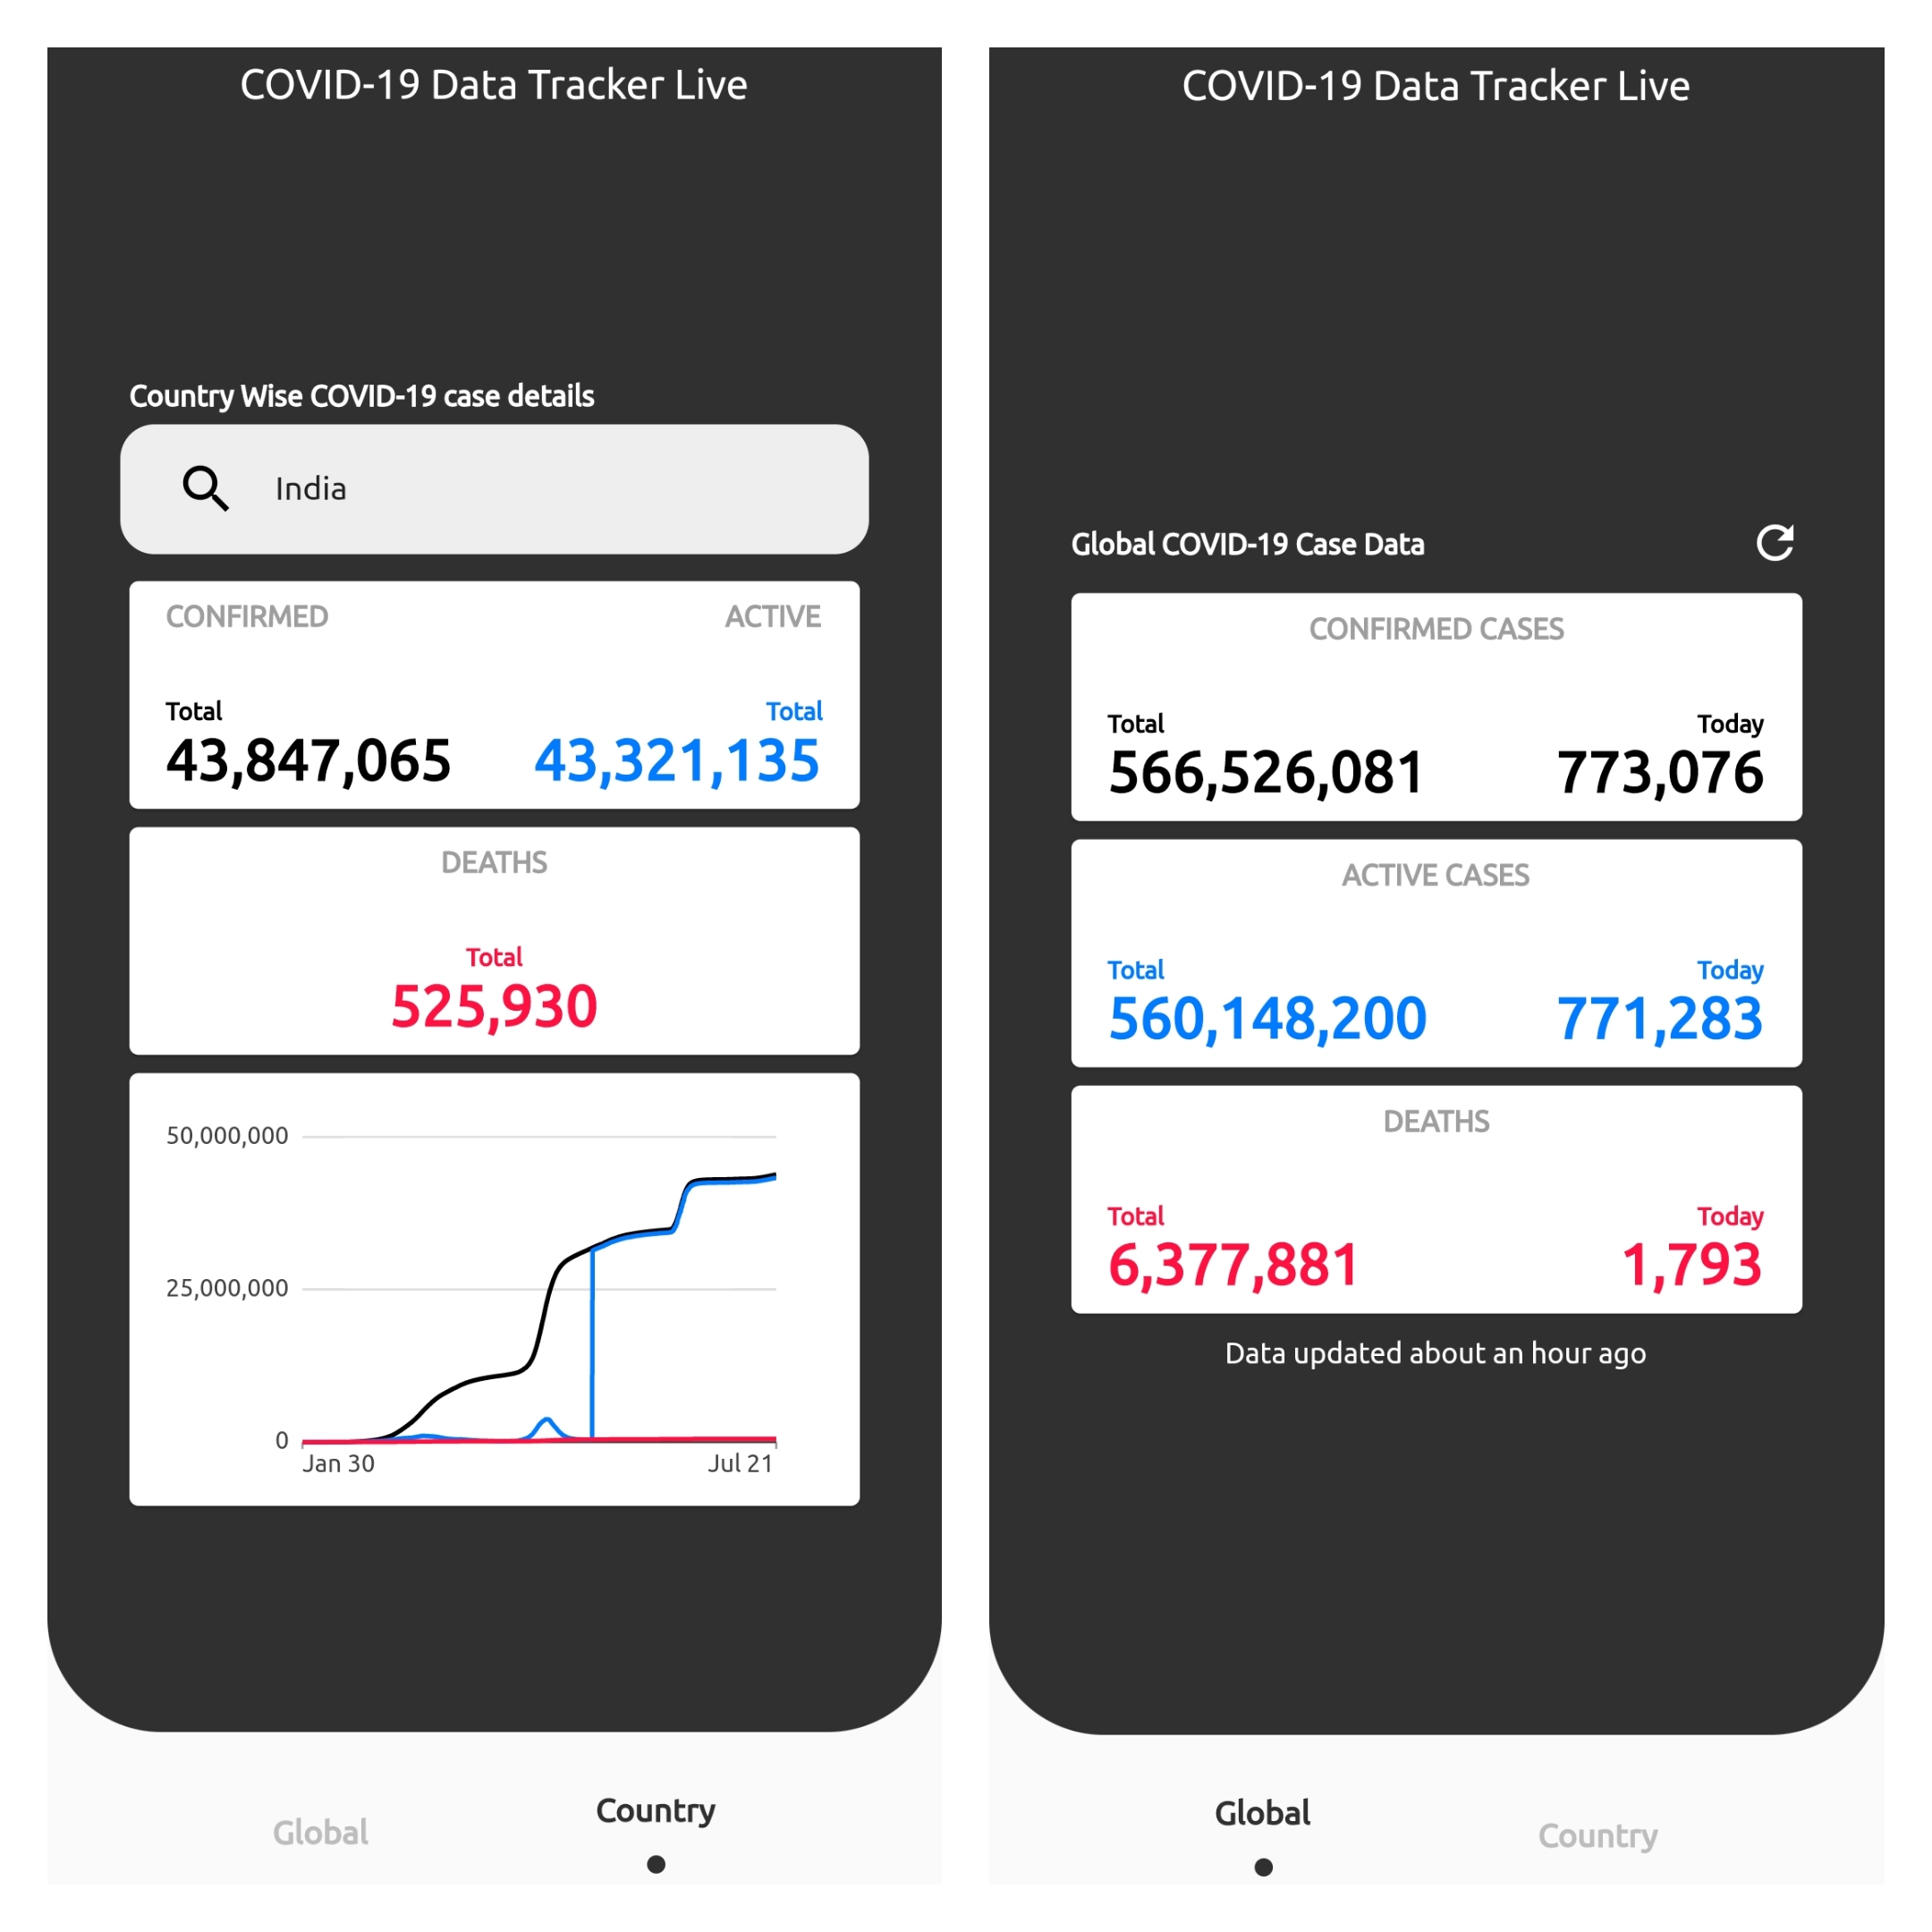 COVID-19 Data Tracker Live
Country Wise COVID-19 case details
India
CONFIRMED ACTIVE
Total Total
43,847,065 43,321,135
DEATHS
Total
525,930
50,000,000
25,000,000
0
Jan 30 Jul 21
Global Country
COVID-19 Data Tracker Live
Global COVID-19 Case Data
CONFIRMED CASES
Total Today
566,526,081 773,076
ACTIVE CASES
Total Today
560,148,200 771,283
DEATHS
Total Today
6,377,881 1,793
Data updated about an hour ago
Global Country